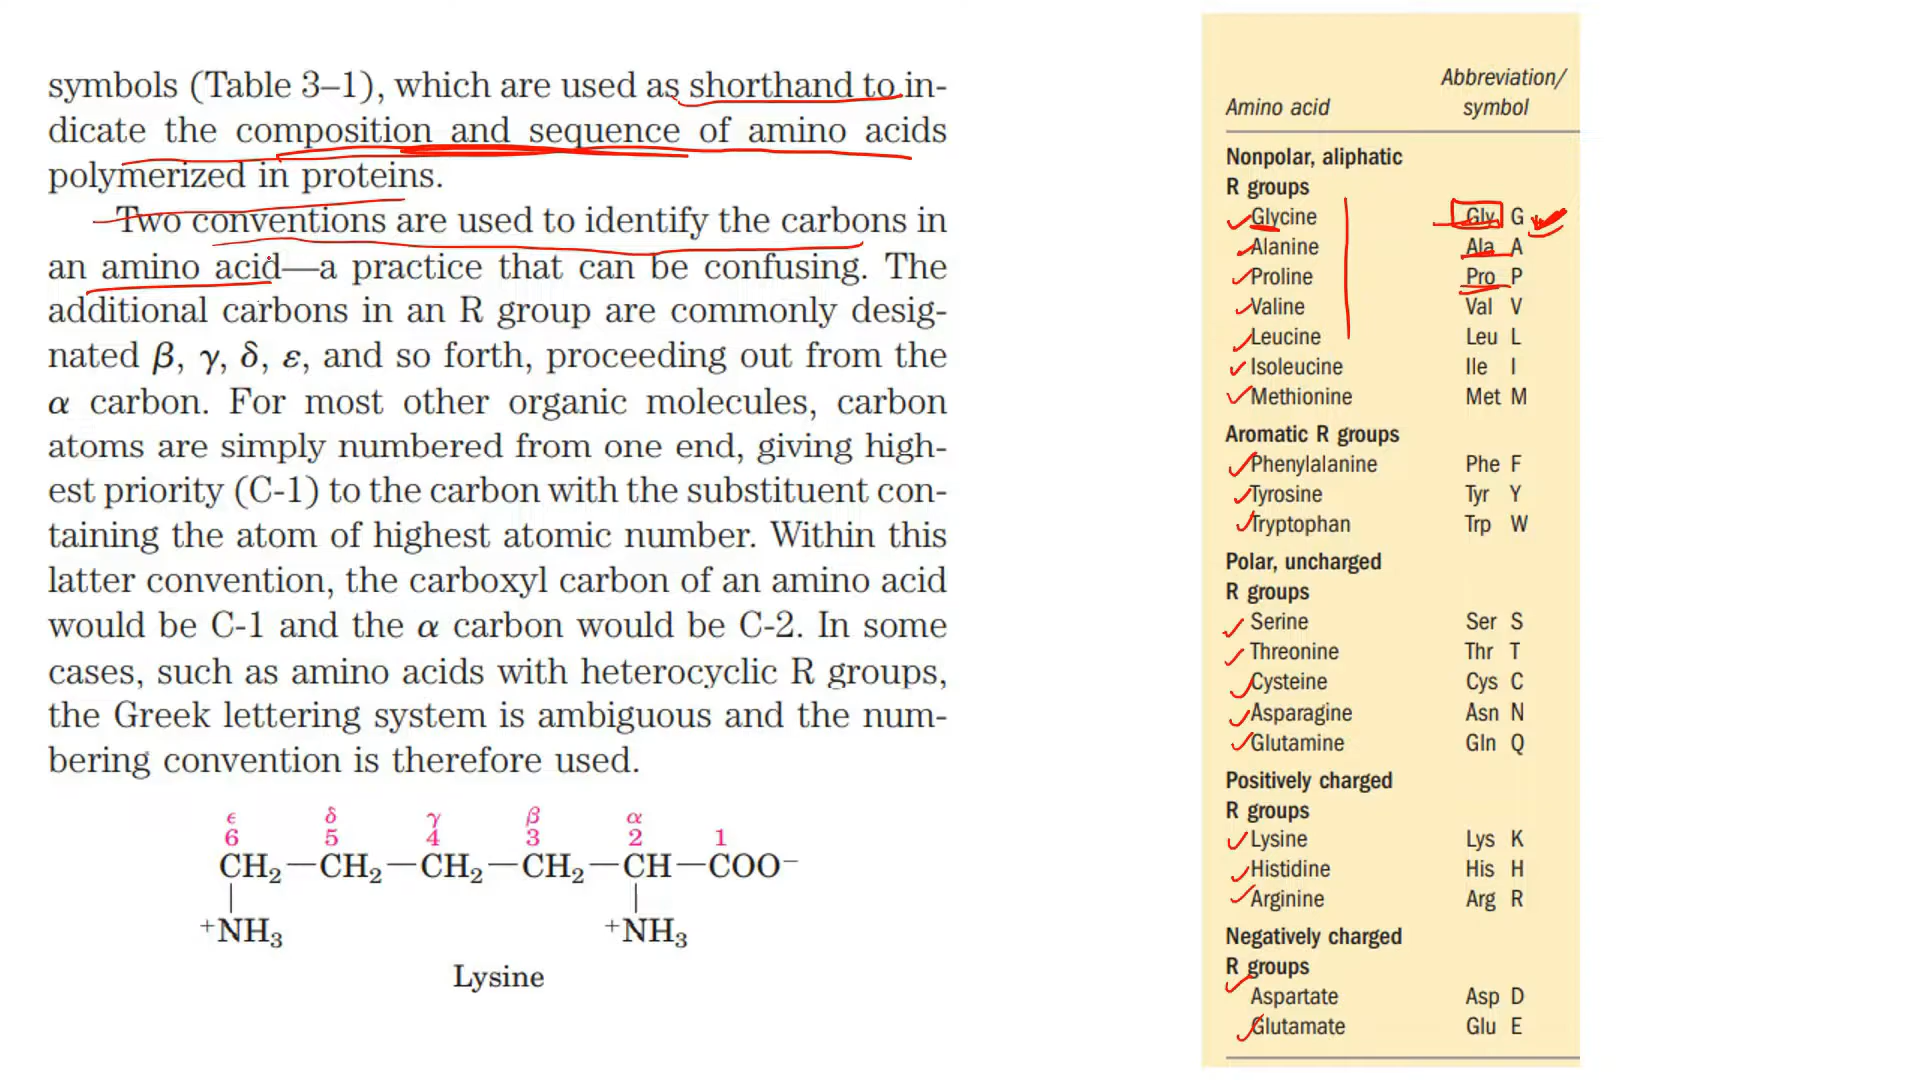 symbols (Table 3–1), which are used as shorthand to in-
dicate the composition and sequence of amino acids
polymerized in proteins.
Two conventions are used to identify the carbons in
an amino acid—a practice that can be confusing. The
additional carbons in an R group are commonly desig-
nated β, γ, δ, ε, and so forth, proceeding out from the
α carbon. For most other organic molecules, carbon
atoms are simply numbered from one end, giving high-
est priority (C-1) to the carbon with the substituent con-
taining the atom of highest atomic number. Within this
latter convention, the carboxyl carbon of an amino acid
would be C-1 and the α carbon would be C-2. In some
cases, such as amino acids with heterocyclic R groups,
the Greek lettering system is ambiguous and the num-
bering convention is therefore used.
ϵ δ γ β α
6 5 4 3 2 1
CH₂—CH₂—CH₂—CH₂—CH—COO⁻
⁺NH₃ ⁺NH₃
Lysine
Abbreviation/
Amino acid symbol
Nonpolar, aliphatic
R groups
Glycine Gly G
Alanine Ala A
Proline Pro P
Valine Val V
Leucine Leu L
Isoleucine Ile I
Methionine Met M
Aromatic R groups
Phenylalanine Phe F
Tyrosine Tyr Y
Tryptophan Trp W
Polar, uncharged
R groups
Serine Ser S
Threonine Thr T
Cysteine Cys C
Asparagine Asn N
Glutamine Gln Q
Positively charged
R groups
Lysine Lys K
Histidine His H
Arginine Arg R
Negatively charged
R groups
Aspartate Asp D
Glutamate Glu E